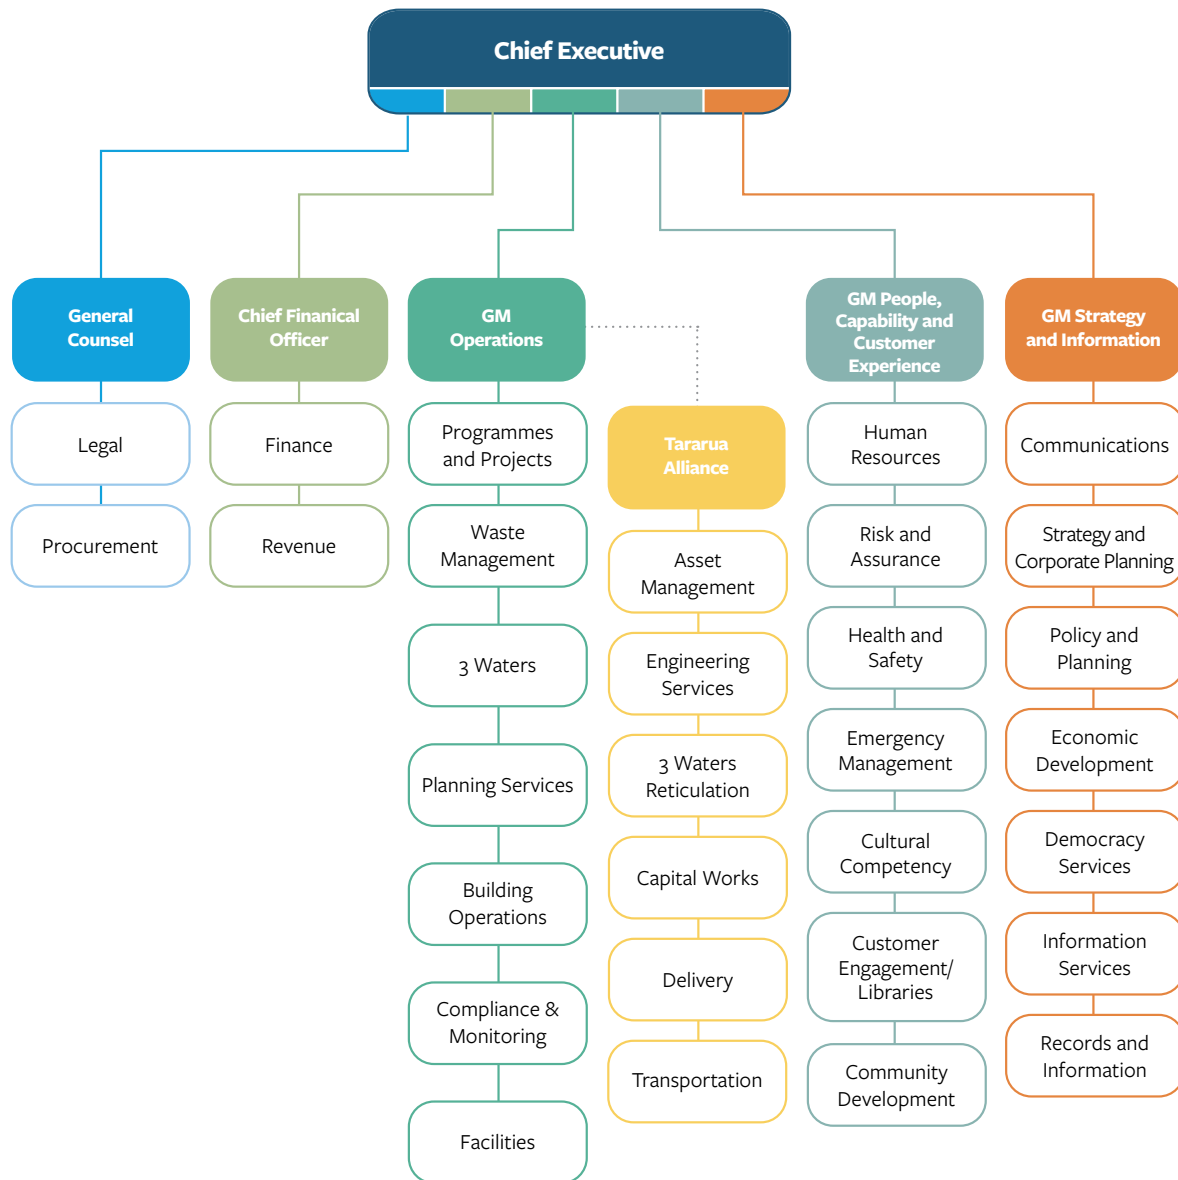 Chief Executive
General
Counsel
Legal
Procurement
Chief Finanical
Officer
Finance
Revenue
GM
Operations
Programmes
and Projects
Waste
Management
3 Waters
Planning Services
Building
Operations
Compliance &
Monitoring
Facilities
Tararua
Alliance
Asset
Management
Engineering
Services
3 Waters
Reticulation
Capital Works
Delivery
Transportation
GM People,
Capability and
Customer
Experience
Human
Resources
Risk and
Assurance
Health and
Safety
Emergency
Management
Cultural
Competency
Customer
Engagement/
Libraries
Community
Development
GM Strategy
and Information
Communications
Strategy and
Corporate Planning
Policy and
Planning
Economic
Development
Democracy
Services
Information
Services
Records and
Information